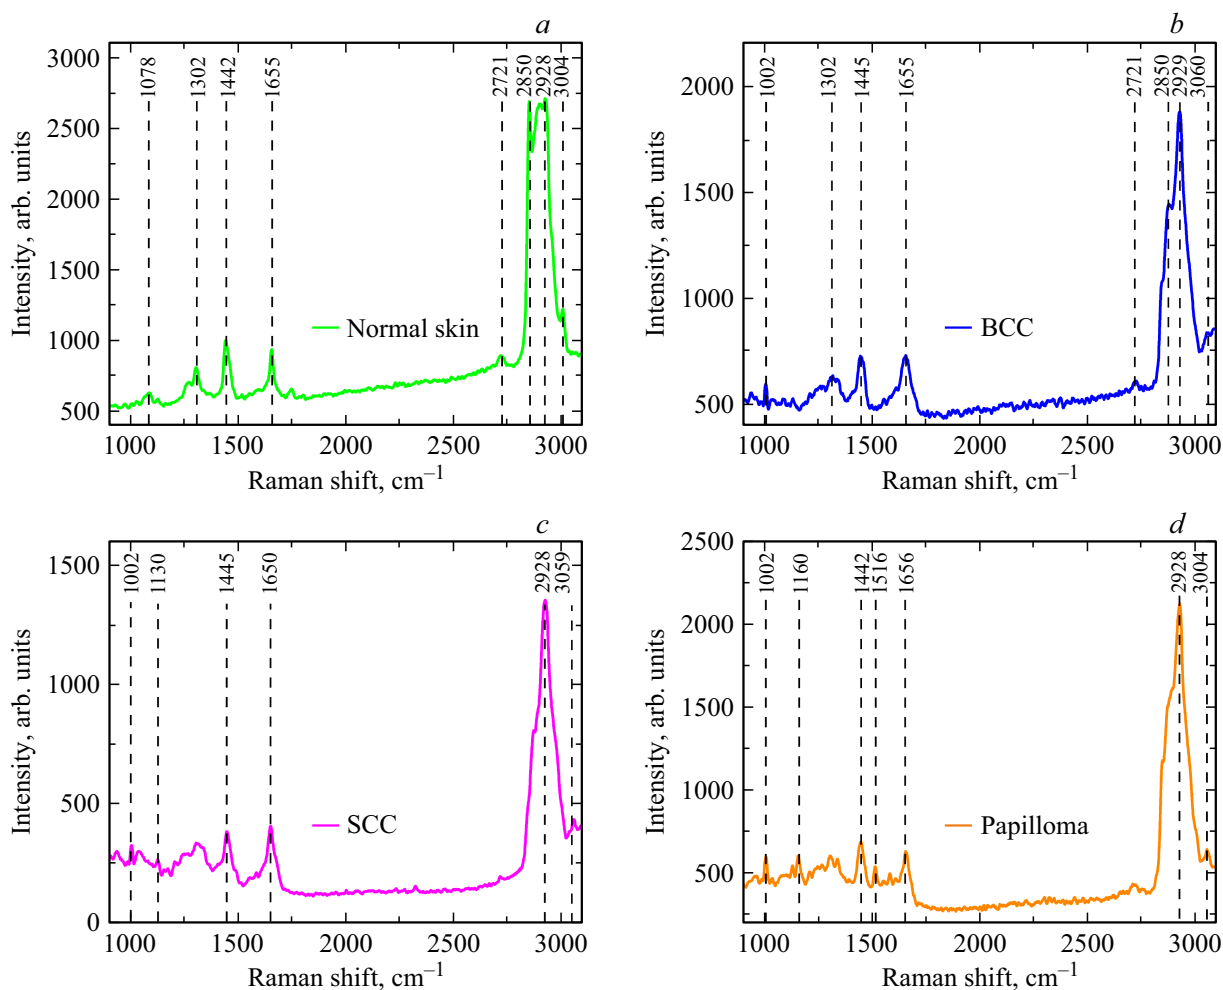 a
3000
2500
2000
1500
1000
500
Intensity, arb. units
1078
1302
1442
1655
2721
2850
2928
3004
Normal skin
1000 1500 2000 2500 3000
Raman shift, cm⁻¹
b
2000
1500
1000
500
Intensity, arb. units
1002
1302
1445
1655
2721
2850
2929
3060
BCC
1000 1500 2000 2500 3000
Raman shift, cm⁻¹
c
1500
1000
500
0
Intensity, arb. units
1002
1130
1445
1650
2928
3059
SCC
1000 1500 2000 2500 3000
Raman shift, cm⁻¹
d
2500
2000
1500
1000
500
Intensity, arb. units
1002
1160
1442
1516
1656
2928
3004
Papilloma
1000 1500 2000 2500 3000
Raman shift, cm⁻¹